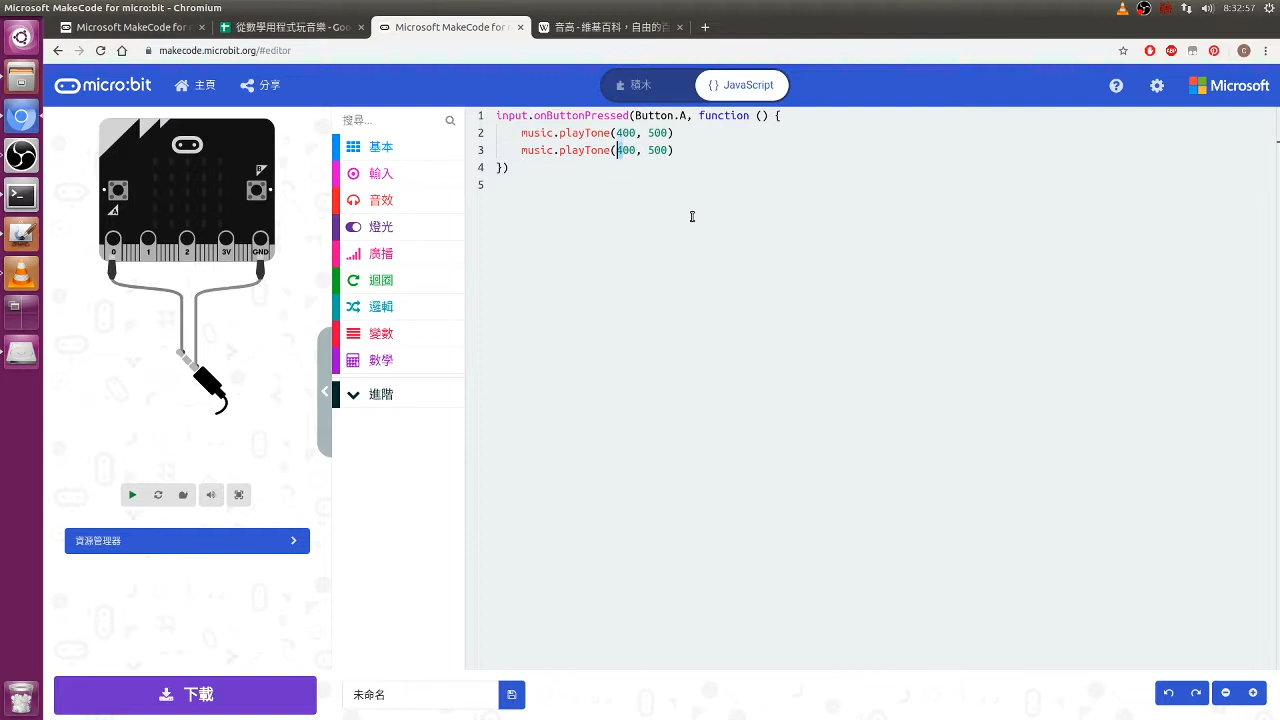 Microsoft MakeCode for micro:bit - Chromium
8:32:57
Microsoft MakeCode for m
從數學用程式玩音樂 - Goo
Microsoft MakeCode for m
音高 - 維基百科，自由的百
makecode.microbit.org/#editor
micro:bit
主頁
分享
積木
{ } JavaScript
Microsoft
搜尋...
基本
輸入
音效
燈光
廣播
迴圈
邏輯
變數
數學
進階
1 input.onButtonPressed(Button.A, function () {
2 music.playTone(400, 500)
3 music.playTone(400, 500)
4 })
5
B
A
0 1 2 3V GND
資源管理器
下載
未命名